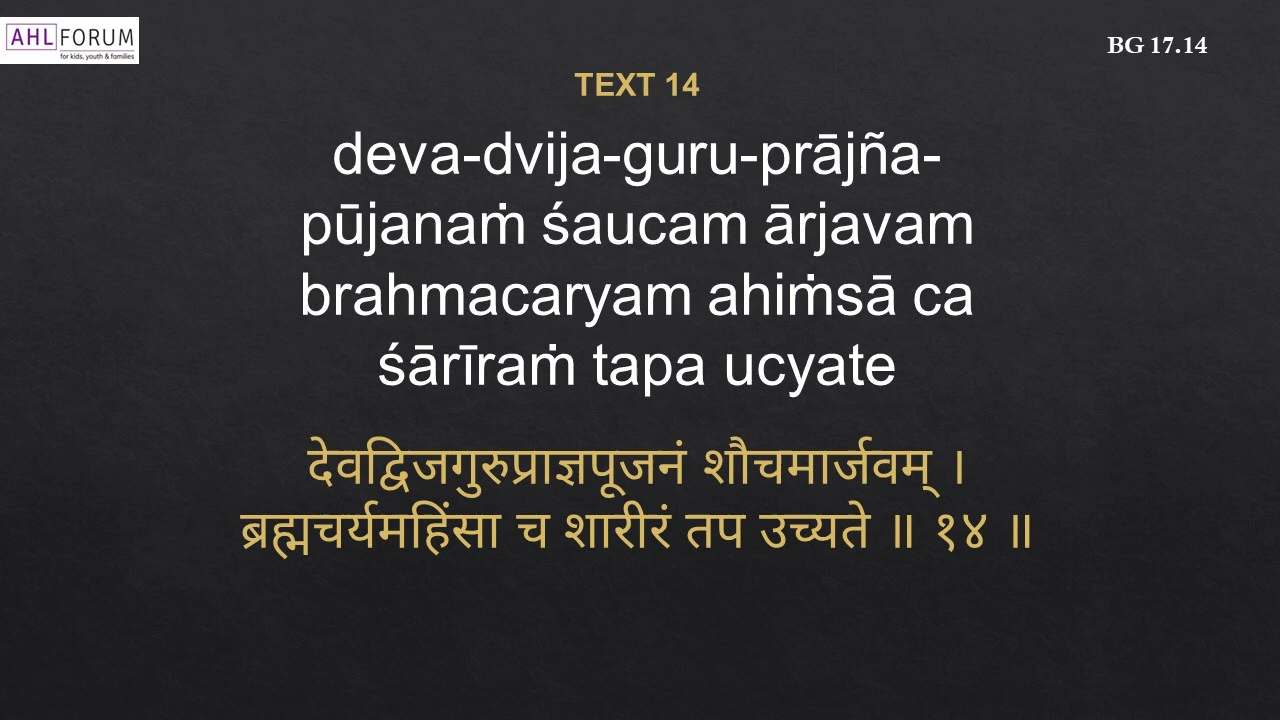 AHL FORUM
for kids, youth & families
BG 17.14
TEXT 14
deva-dvija-guru-prājña-
pūjanaṁ śaucam ārjavam
brahmacaryam ahiṁsā ca
śārīraṁ tapa ucyate
देवद्विजगुरुप्राज्ञपूजनं शौचमार्जवम् ।
ब्रह्मचर्यमहिंसा च शारीरं तप उच्यते ॥ १४ ॥